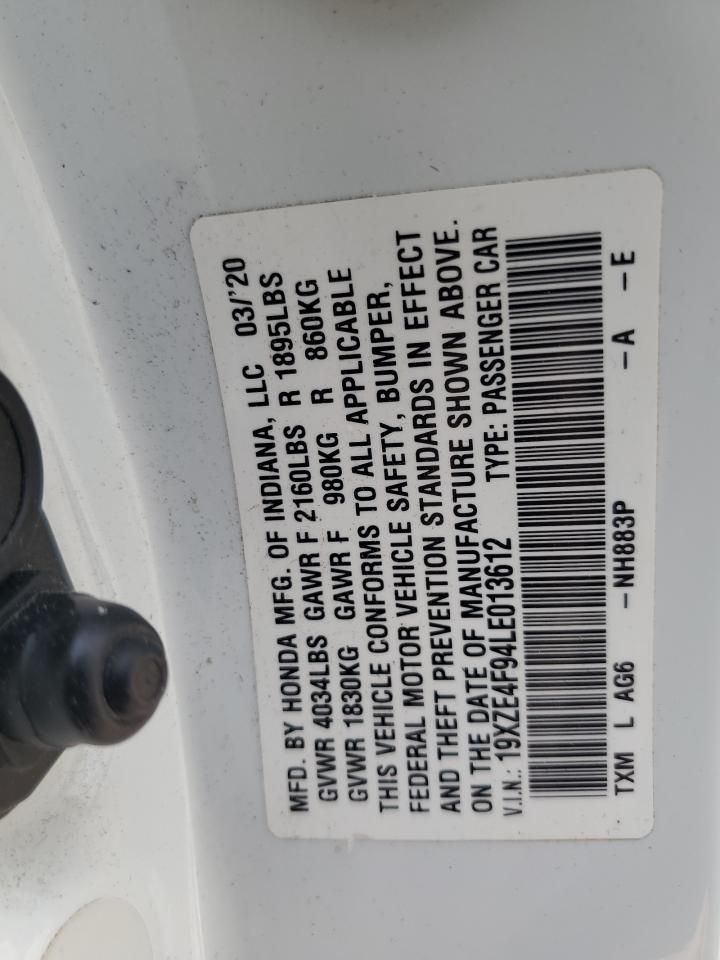 MFD. BY HONDA MFG. OF INDIANA, LLC 03/'20
GVWR 4034LBS GAWR F 2160LBS R 1895LBS
GVWR 1830KG GAWR F 980KG R 860KG
THIS VEHICLE CONFORMS TO ALL APPLICABLE
FEDERAL MOTOR VEHICLE SAFETY, BUMPER,
AND THEFT PREVENTION STANDARDS IN EFFECT
ON THE DATE OF MANUFACTURE SHOWN ABOVE.
V.I.N.: 19XZE4F94LE013612 TYPE: PASSENGER CAR
TXM L AG6 -NH883P -A -E